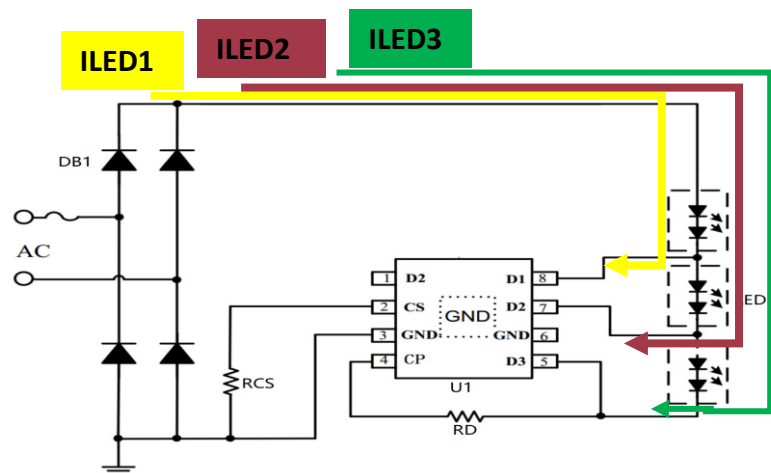 ILED1
ILED2
ILED3
DB1
AC
1 D2
2 CS
3 GND
4 CP
D1 8
D2 7
GND 6
D3 5
GND
U1
RCS
RD
ED